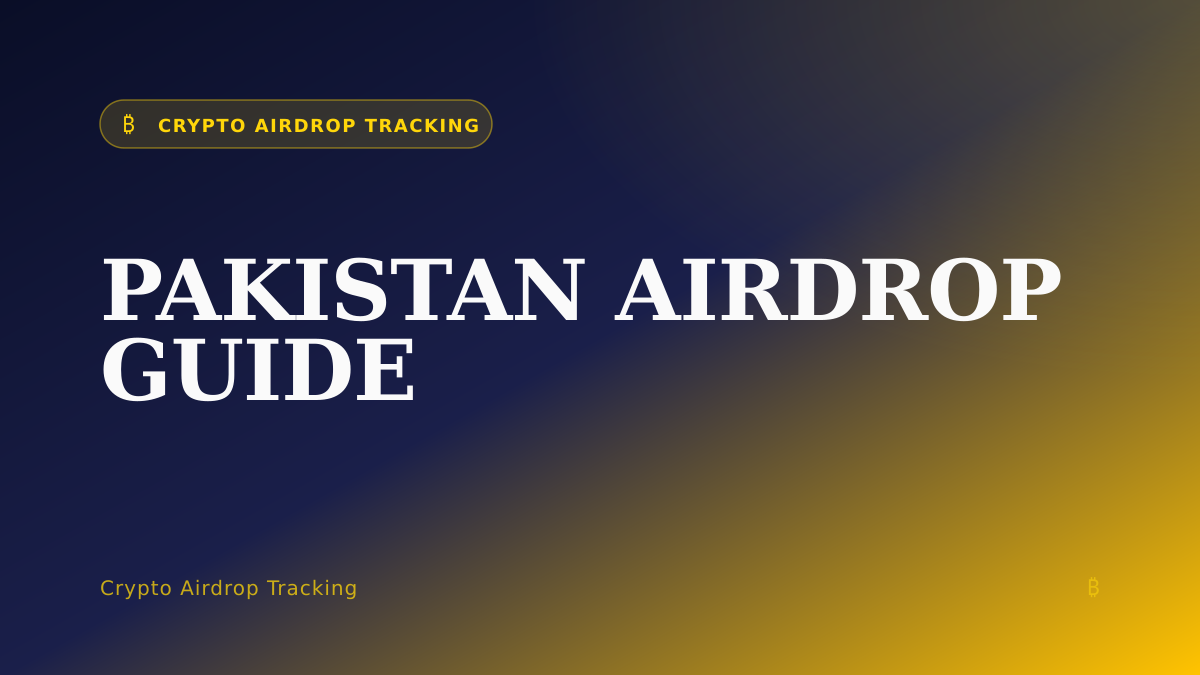 ₿ CRYPTO AIRDROP TRACKING
PAKISTAN AIRDROP
GUIDE
Crypto Airdrop Tracking
₿